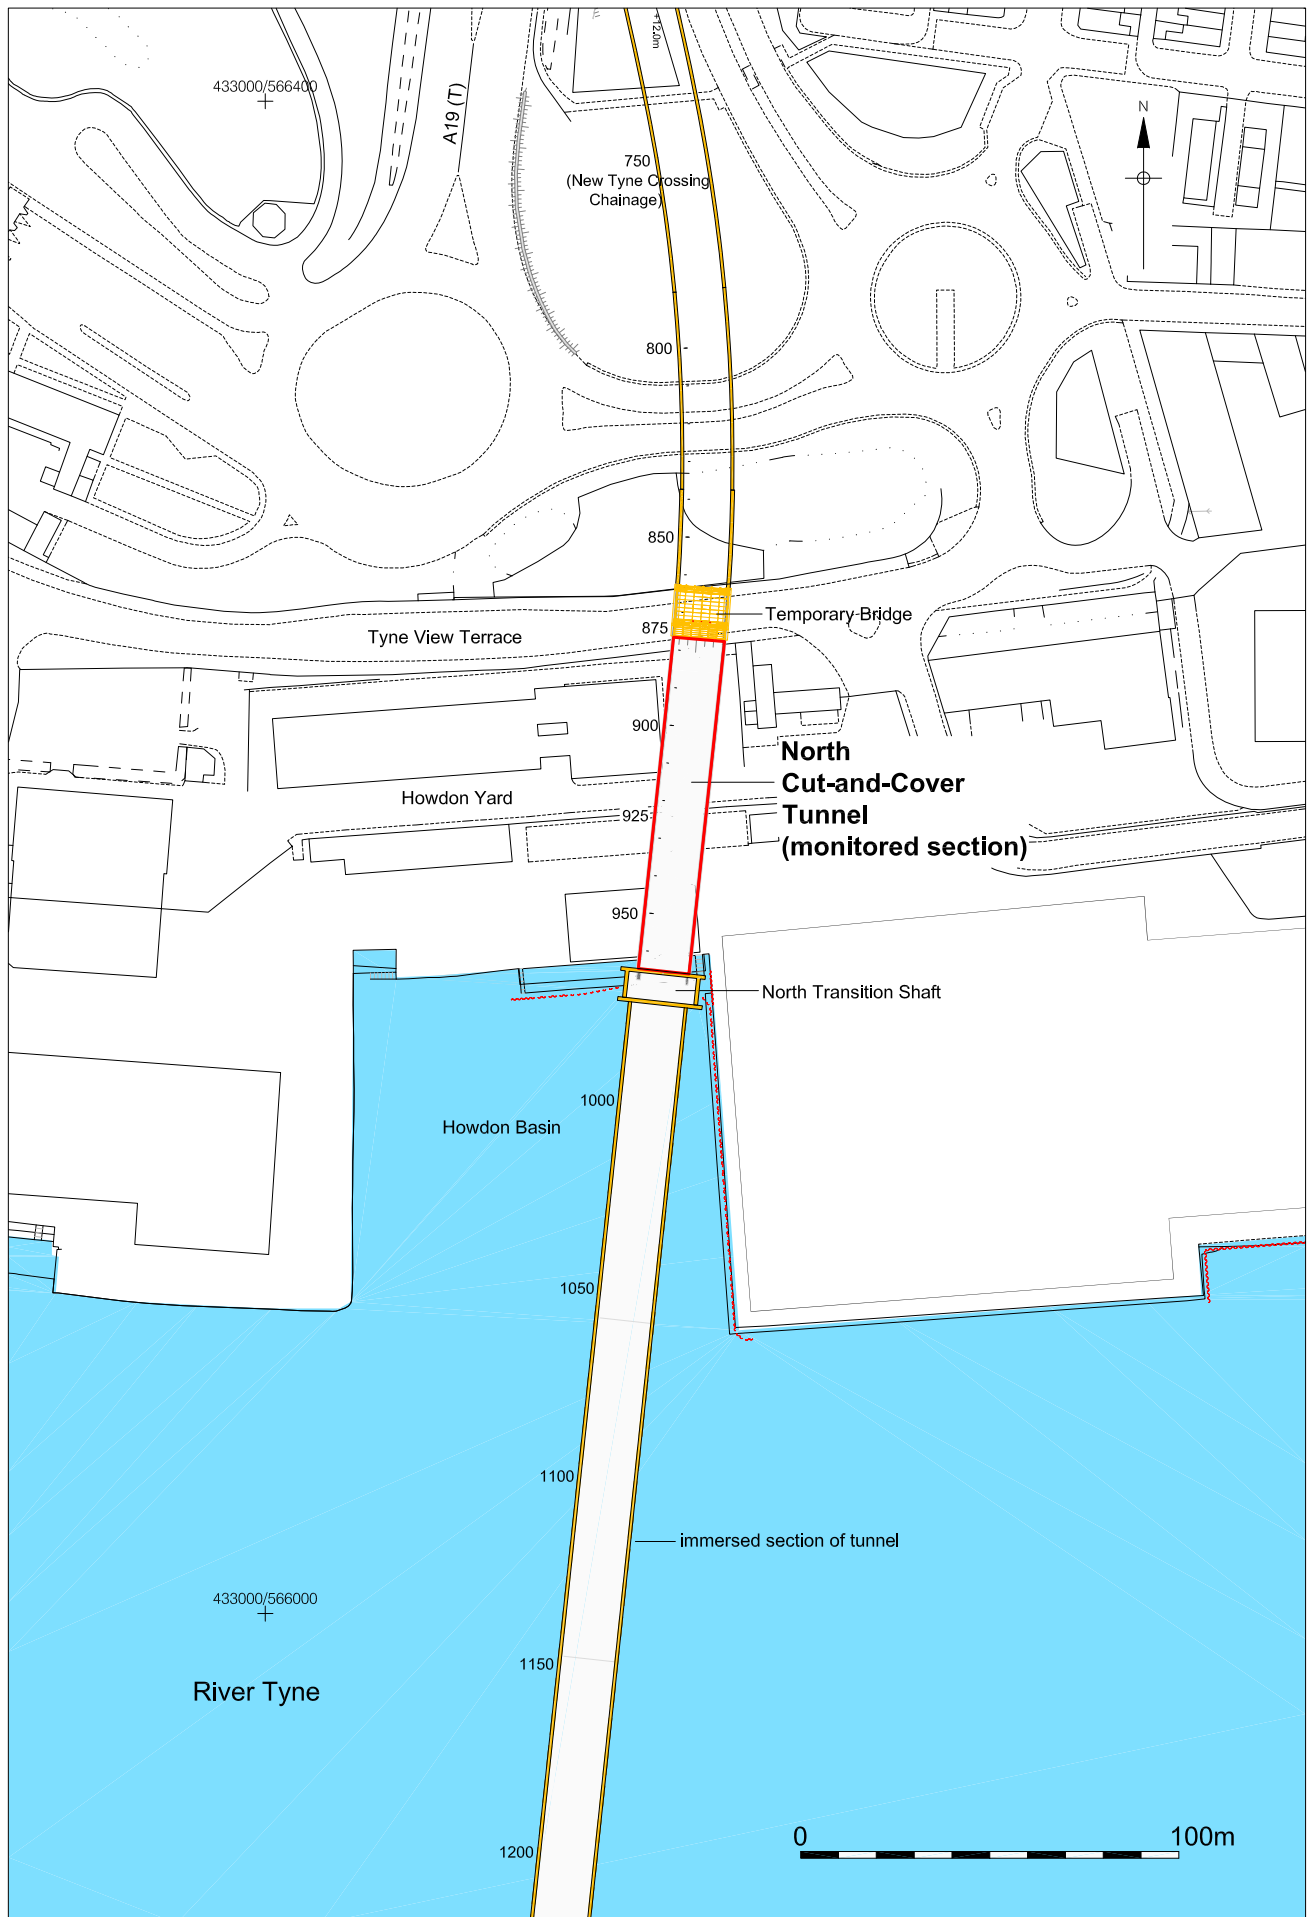 +12.0m
433000/566400
A19 (T)
N
750
(New Tyne Crossing
Chainage)
800
850
Temporary Bridge
875
Tyne View Terrace
900
North
Cut-and-Cover
Tunnel
(monitored section)
Howdon Yard
925
950
North Transition Shaft
1000
Howdon Basin
1050
1100
immersed section of tunnel
433000/566000
1150
River Tyne
0 100m
1200